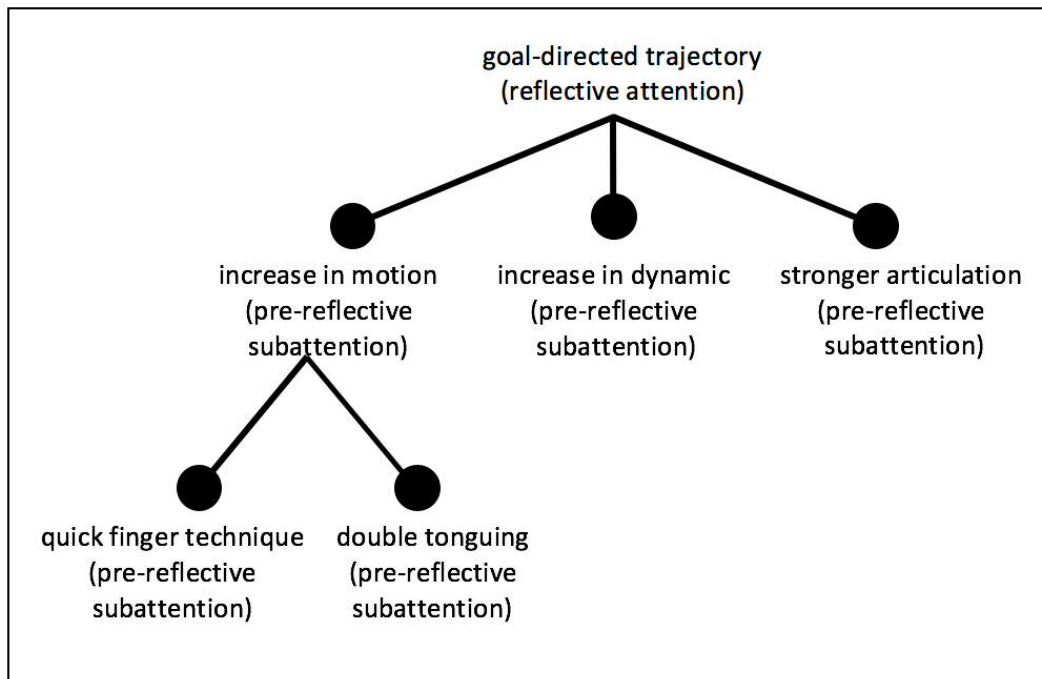 goal-directed trajectory
(reflective attention)
increase in motion
(pre-reflective
subattention)
increase in dynamic
(pre-reflective
subattention)
stronger articulation
(pre-reflective
subattention)
quick finger technique
(pre-reflective
subattention)
double tonguing
(pre-reflective
subattention)